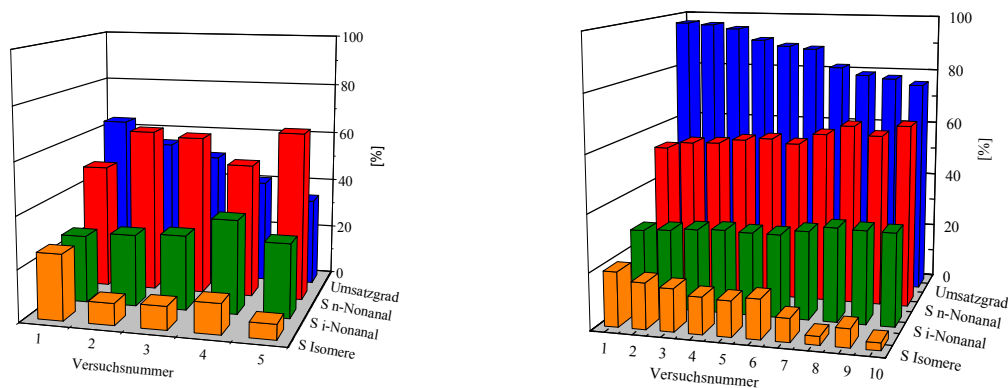 100
80
60
40
20
0
[%]
Umsatzgrad
S n-Nonanal
S i-Nonanal
S Isomere
1
2
3
4
5
Versuchsnummer
100
80
60
40
20
0
[%]
Umsatzgrad
S n-Nonanal
S i-Nonanal
S Isomere
1 2 3 4 5 6 7 8 9 10
Versuchsnummer